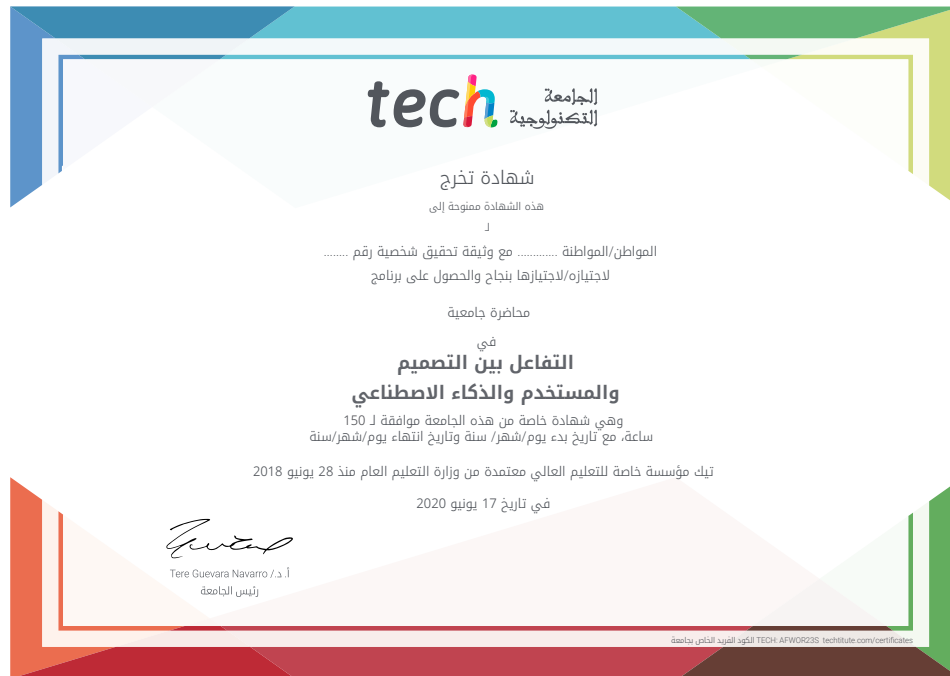 tech الجامعة
التكنولوجية
شهادة تخرج
هذه الشهادة ممنوحة إلى
لـ
المواطن/المواطنة ............. مع وثيقة تحقيق شخصية رقم ........
لاجتيازه/لاجتيازها بنجاح والحصول على برنامج
محاضرة جامعية
في
التفاعل بين التصميم
والمستخدم والذكاء الاصطناعي
وهي شهادة خاصة من هذه الجامعة موافقة لـ 150
ساعة، مع تاريخ بدء يوم/شهر/ سنة وتاريخ انتهاء يوم/شهر/سنة
تيك مؤسسة خاصة للتعليم العالي معتمدة من وزارة التعليم العام منذ 28 يونيو 2018
في تاريخ 17 يونيو 2020
أ. د./ Tere Guevara Navarro
رئيس الجامعة
الكود الفريد الخاص بجامعة TECH: AFWOR23S techtitute.com/certificates